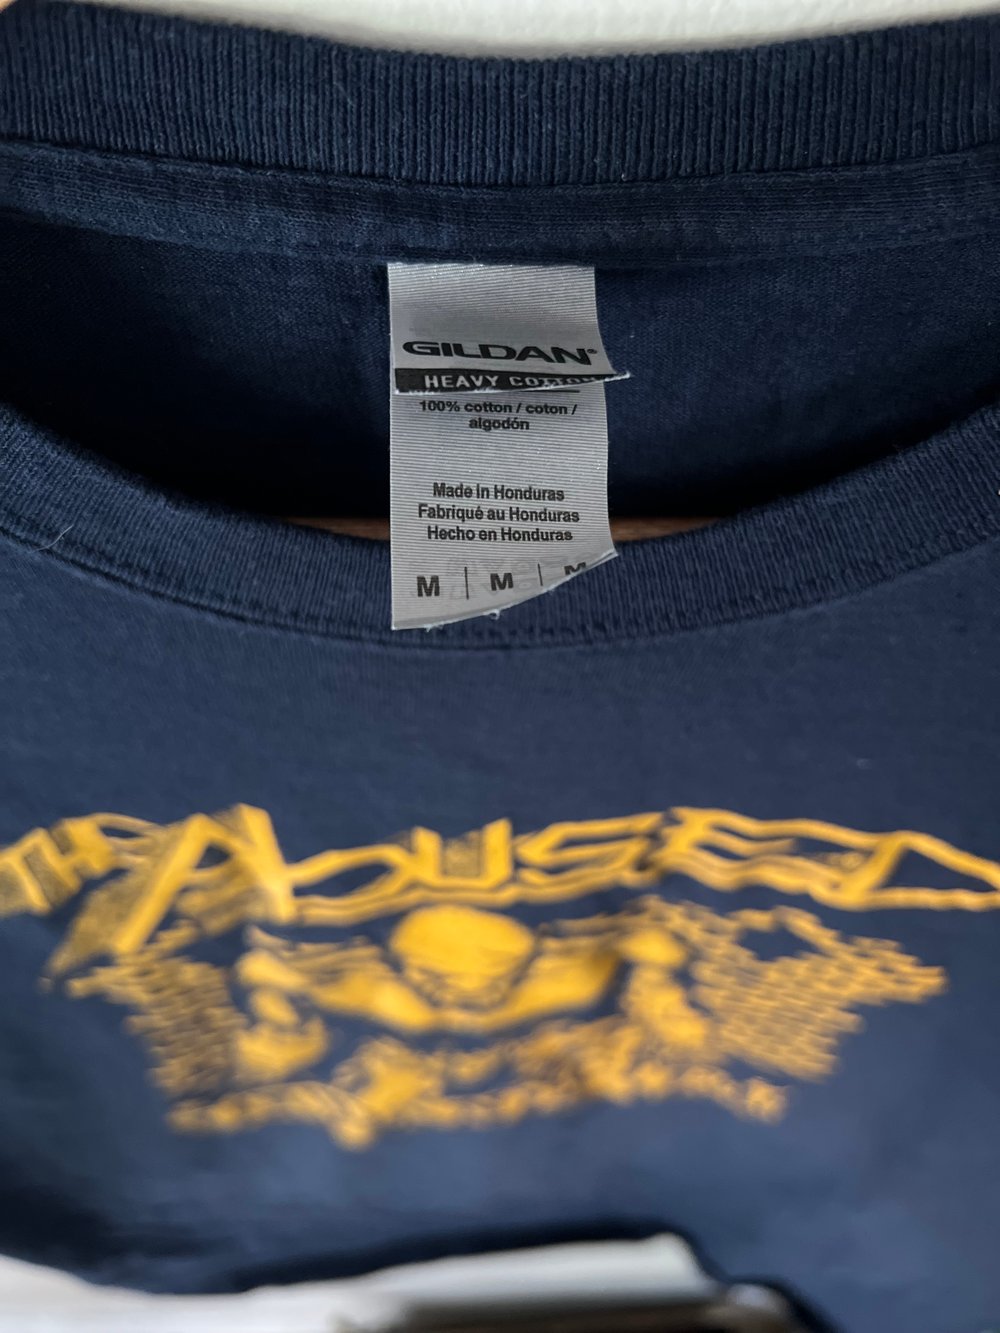 GILDAN®
HEAVY COTTON
100% cotton / coton /
algodón
Made in Honduras
Fabriqué au Honduras
Hecho en Honduras
M | M | M
THE ABUSED